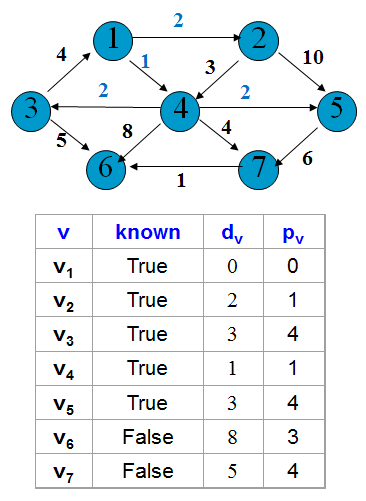 2
1 2
4 1 3 10
2 2
3 4 5
5 8 4 6
6 7
1
v known dv pv
v1 True 0 0
v2 True 2 1
v3 True 3 4
v4 True 1 1
v5 True 3 4
v6 False 8 3
v7 False 5 4